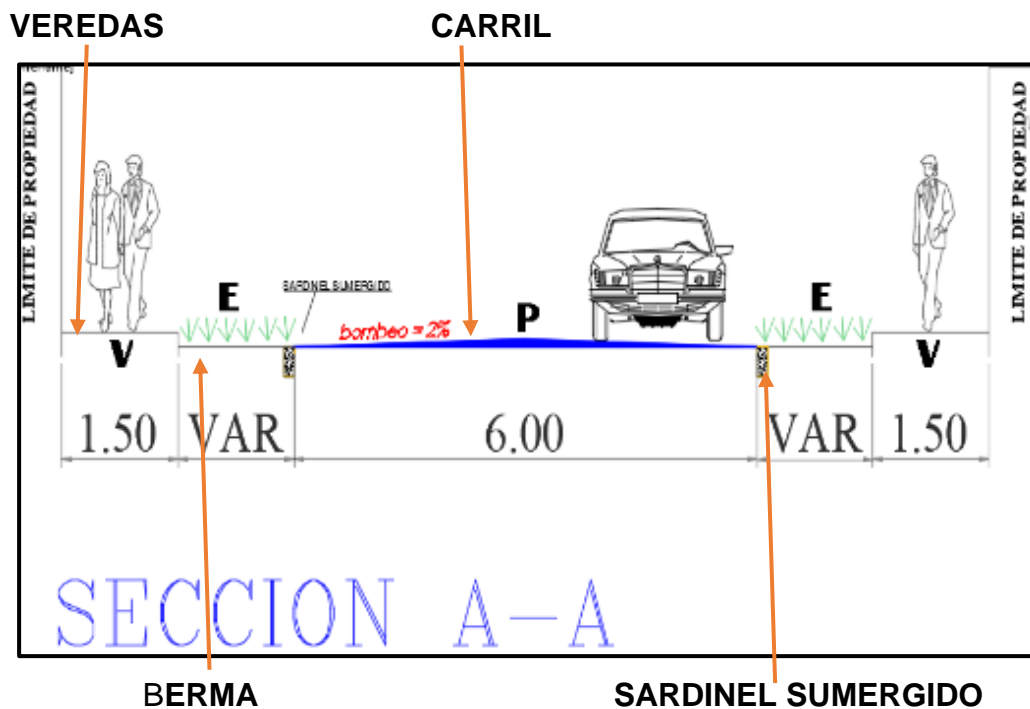 VEREDAS
CARRIL
LIMITE DE PROPIEDAD
LIMITE DE PROPIEDAD
E
SARDINEL SUMERGIDO
bombeo = 2%
P
E
V
V
1.50
VAR
6.00
VAR
1.50
SECCION A-A
BERMA
SARDINEL SUMERGIDO